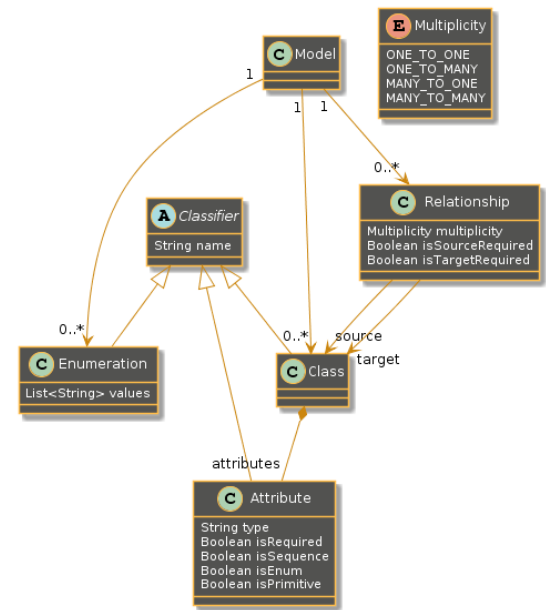 C Model
E Multiplicity
ONE_TO_ONE
ONE_TO_MANY
MANY_TO_ONE
MANY_TO_MANY
1
1
1
0..*
A Classifier
String name
C Relationship
Multiplicity multiplicity
Boolean isSourceRequired
Boolean isTargetRequired
0..*
0..*
source
target
C Enumeration
List<String> values
C Class
attributes
C Attribute
String type
Boolean isRequired
Boolean isSequence
Boolean isEnum
Boolean isPrimitive